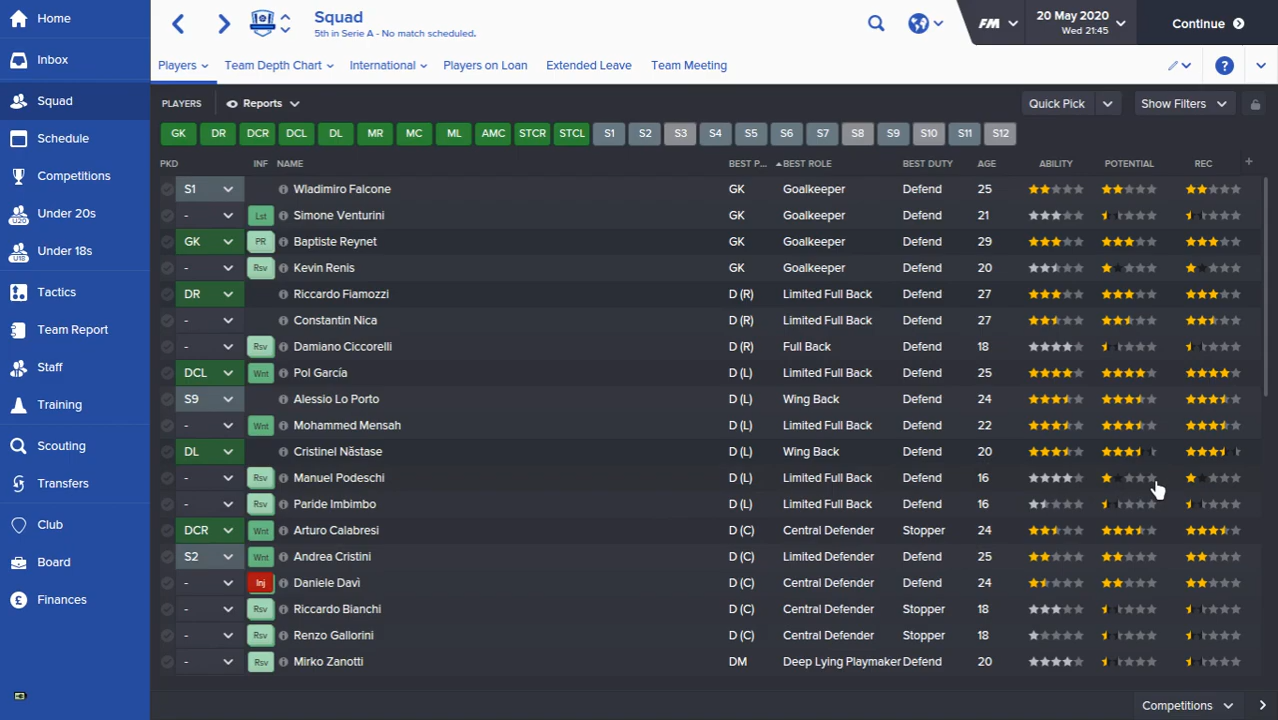 Home
Inbox
Squad
Schedule
Competitions
Under 20s
Under 18s
Tactics
Team Report
Staff
Training
Scouting
Transfers
Club
Board
Finances
Squad
5th in Serie A - No match scheduled.
FM
20 May 2020
Wed 21:45
Continue
Players Team Depth Chart International Players on Loan Extended Leave Team Meeting
PLAYERS Reports Quick Pick Show Filters
GK DR DCR DCL DL MR MC ML AMC STCR STCL S1 S2 S3 S4 S5 S6 S7 S8 S9 S10 S11 S12
PKD INF NAME BEST P... BEST ROLE BEST DUTY AGE ABILITY POTENTIAL REC +
S1 Wladimiro Falcone GK Goalkeeper Defend 25
- Lst Simone Venturini GK Goalkeeper Defend 21
GK PR Baptiste Reynet GK Goalkeeper Defend 29
- Rsv Kevin Renis GK Goalkeeper Defend 20
DR Riccardo Fiamozzi D (R) Limited Full Back Defend 27
- Constantin Nica D (R) Limited Full Back Defend 27
- Rsv Damiano Ciccorelli D (R) Full Back Defend 18
DCL Wnt Pol García D (L) Limited Full Back Defend 25
S9 Alessio Lo Porto D (L) Wing Back Defend 24
- Wnt Mohammed Mensah D (L) Limited Full Back Defend 22
DL Cristinel Năstase D (L) Wing Back Defend 20
- Rsv Manuel Podeschi D (L) Limited Full Back Defend 16
- Rsv Paride Imbimbo D (L) Limited Full Back Defend 16
DCR Wnt Arturo Calabresi D (C) Central Defender Stopper 24
S2 Wnt Andrea Cristini D (C) Limited Defender Defend 25
- Inj Daniele Davì D (C) Central Defender Defend 24
- Rsv Riccardo Bianchi D (C) Central Defender Stopper 18
- Rsv Renzo Gallorini D (C) Central Defender Stopper 18
- Rsv Mirko Zanotti DM Deep Lying Playmaker Defend 20
Competitions